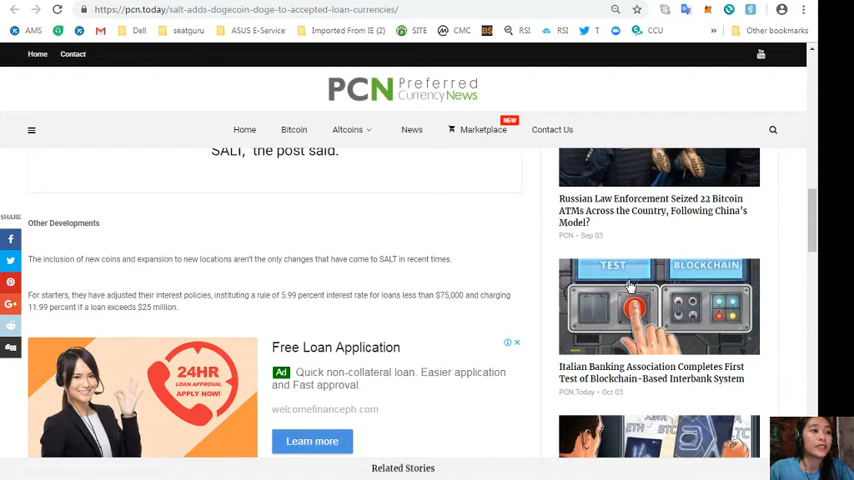 https://pcn.today/salt-adds-dogecoin-doge-to-accepted-loan-currencies/
AMS
Dell
seatguru
ASUS E-Service
Imported From IE (2)
SITE
CMC
RSI
RSI
T
CCU
Other bookmarks
Home
Contact
PCN Preferred
CurrencyNews
NEW
Home
Bitcoin
Altcoins
News
Marketplace
Contact Us
SALT, the post said.
SHARE
Other Developments
The inclusion of new coins and expansion to new locations aren't the only changes that have come to SALT in recent times.
For starters, they have adjusted their interest policies, instituting a rule of 5.99 percent interest rate for loans less than $75,000 and charging
11.99 percent if a loan exceeds $25 million.
24HR
LOAN APPROVAL
APPLY NOW!
Free Loan Application
Ad Quick non-collateral loan. Easier application
and Fast approval.
welcomefinanceph.com
Learn more
Russian Law Enforcement Seized 22 Bitcoin
ATMs Across the Country, Following China's
Model?
PCN • Sep 03
TEST
BLOCKCHAIN
Italian Banking Association Completes First
Test of Blockchain-Based Interbank System
PCN.Today • Oct 03
ETH
BTC
Related Stories